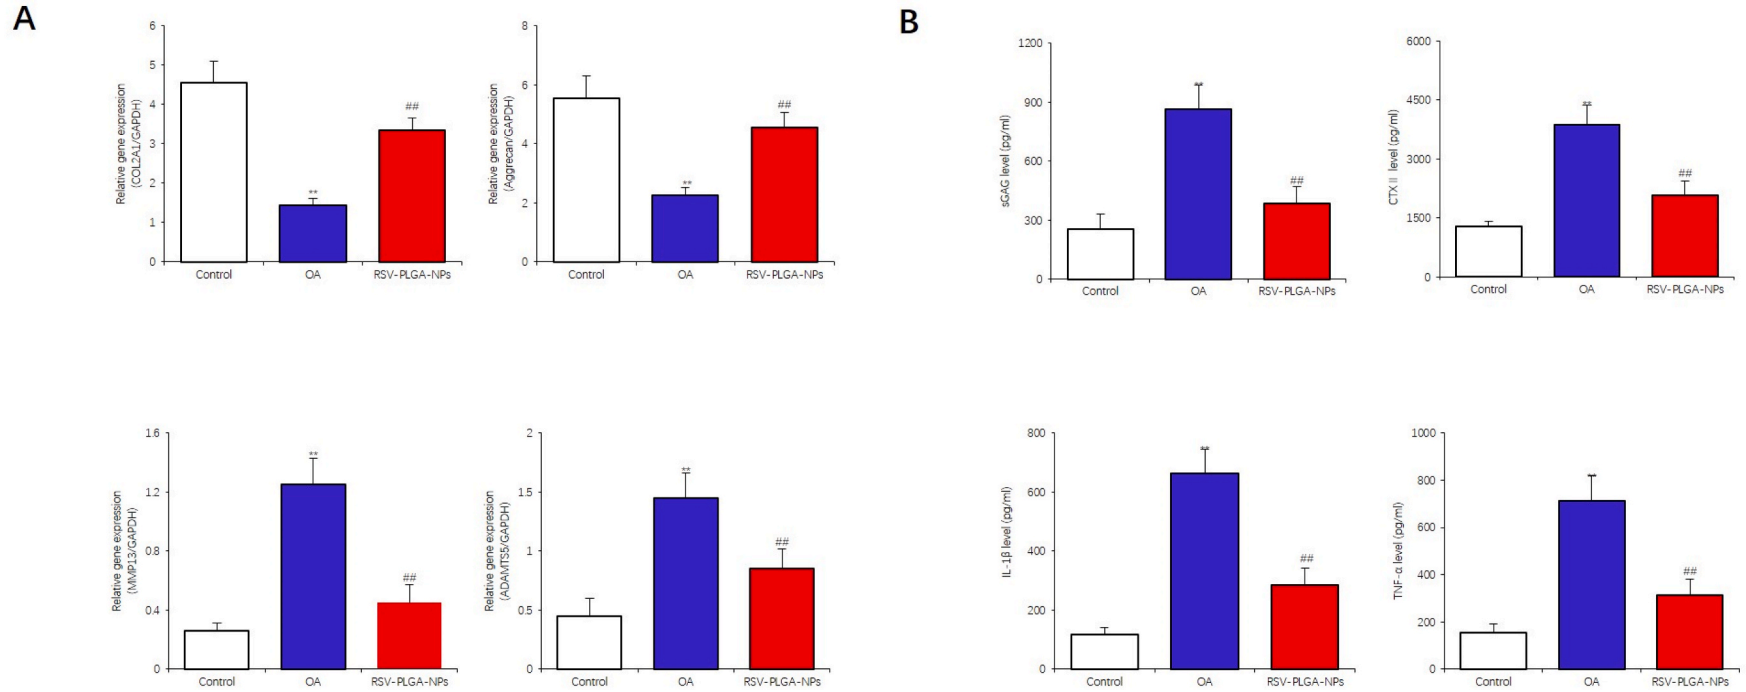 A
B
Relative gene expression
(COL2A1/GAPDH)
6
5
4
3
2
1
0
**
##
Control
OA
RSV-PLGA-NPs
Relative gene expression
(Aggrecan/GAPDH)
8
6
4
2
0
**
##
Control
OA
RSV-PLGA-NPs
sGAG level (pg/ml)
1200
900
600
300
0
**
##
Control
OA
RSV-PLGA-NPs
CTX II level (pg/ml)
6000
4500
3000
1500
0
**
##
Control
OA
RSV-PLGA-NPs
Relative gene expression
(MMP13/GAPDH)
1.6
1.2
0.8
0.4
0
**
##
Control
OA
RSV-PLGA-NPs
Relative gene expression
(ADAMTS5/GAPDH)
2
1.5
1
0.5
0
**
##
Control
OA
RSV-PLGA-NPs
IL-1β level (pg/ml)
800
600
400
200
0
**
##
Control
OA
RSV-PLGA-NPs
TNF-α level (pg/ml)
1000
800
600
400
200
0
**
##
Control
OA
RSV-PLGA-NPs